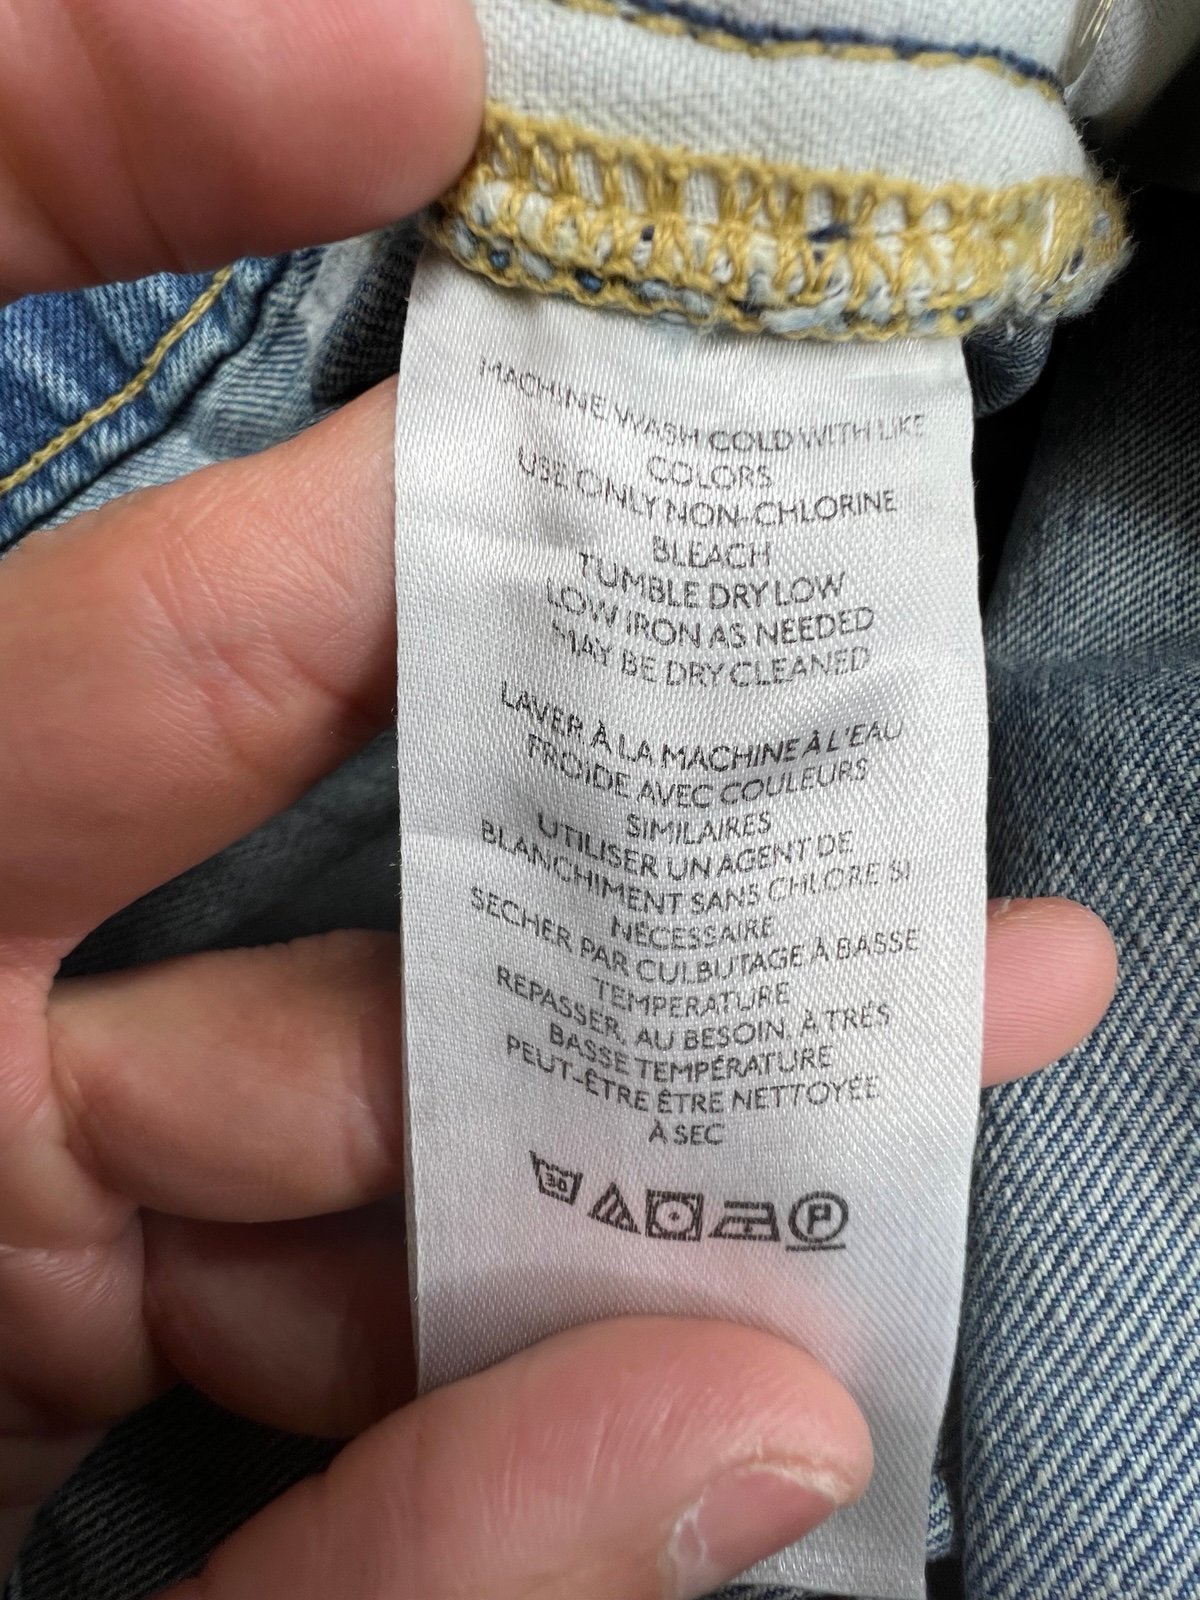 MACHINE WASH COLD WITH LIKE
COLORS
USE ONLY NON-CHLORINE
BLEACH
TUMBLE DRY LOW
LOW IRON AS NEEDED
MAY BE DRY CLEANED
LAVER À LA MACHINE À L'EAU
FROIDE AVEC COULEURS
SIMILAIRES
UTILISER UN AGENT DE
BLANCHIMENT SANS CHLORE SI
NÉCESSAIRE
SECHER PAR CULBUTAGE À BASSE
TEMPERATURE
REPASSER, AU BESOIN, À TRÉS
BASSE TEMPÉRATURE
PEUT-ÊTRE ÊTRE NETTOYÉE
À SEC
30 P